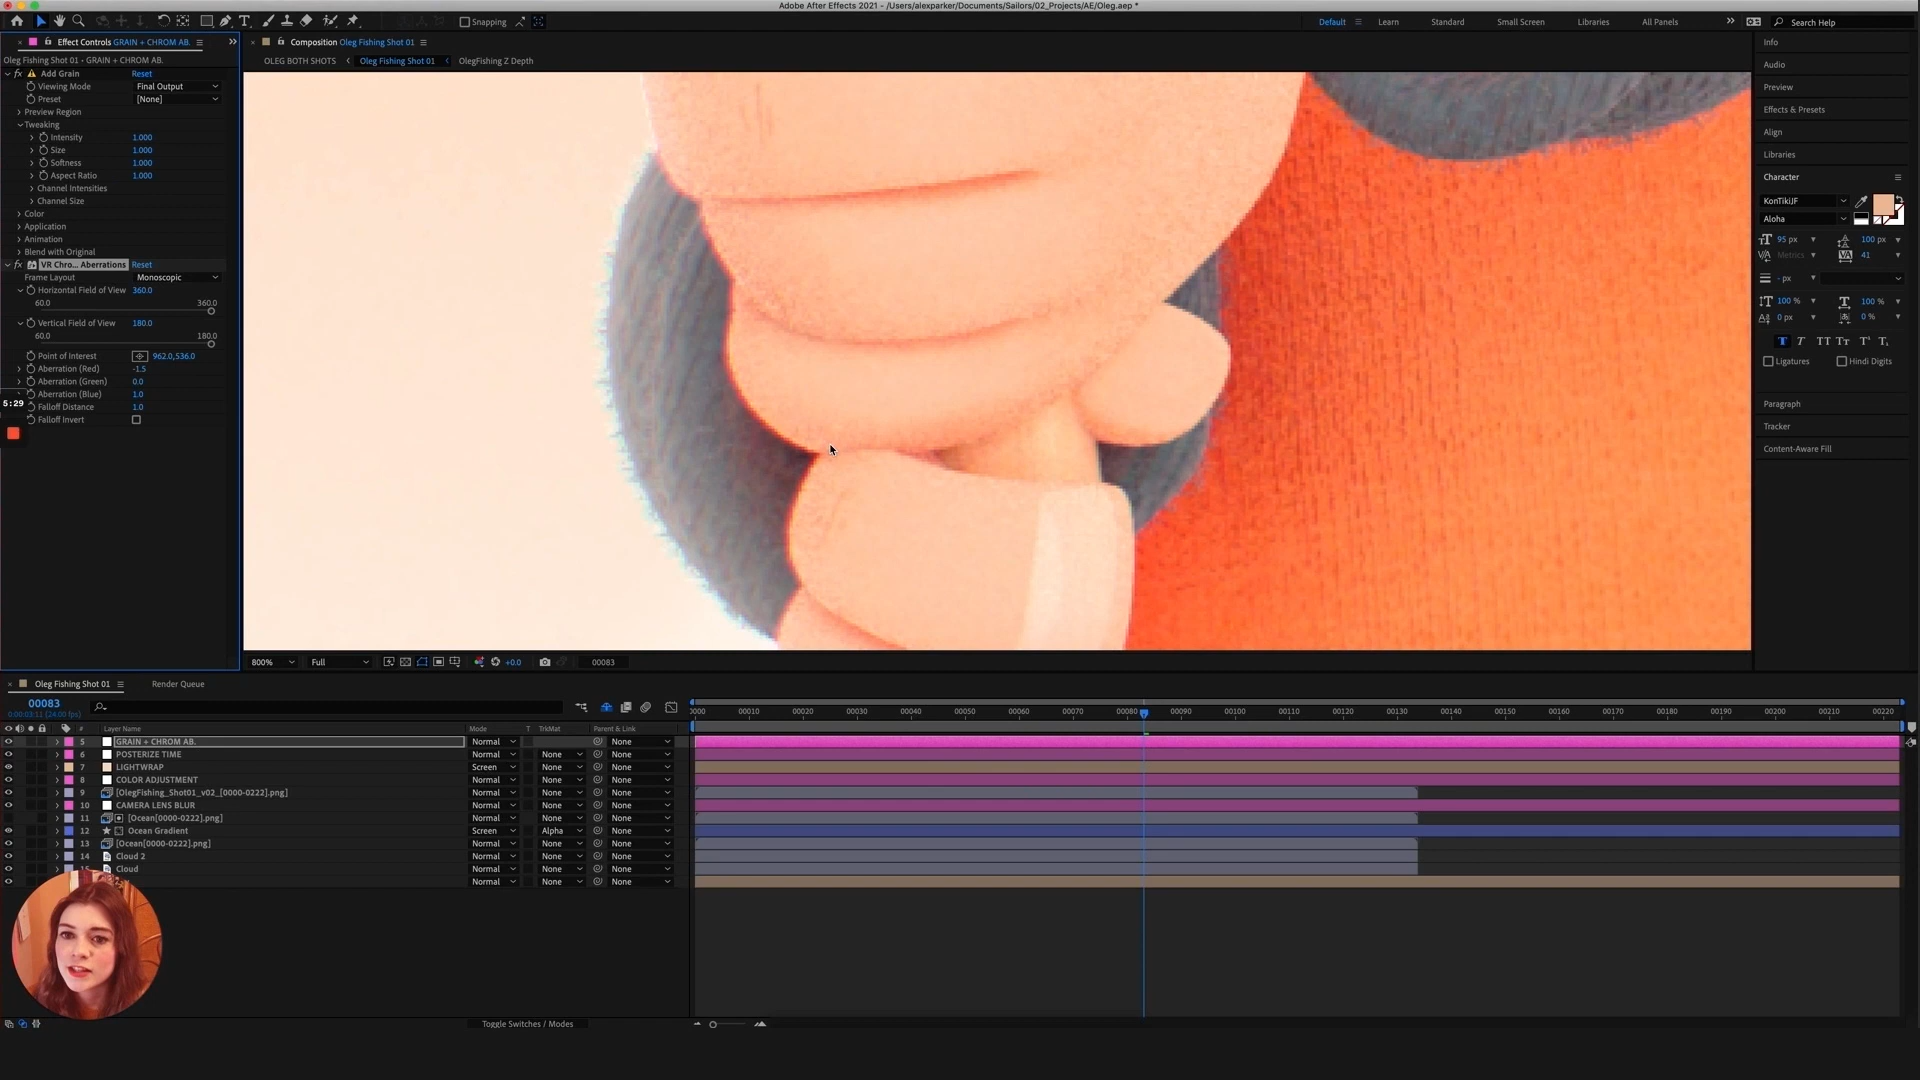 Adobe After Effects 2021 - /Users/alexparker/Documents/Sailors/02_Projects/AE/Oleg.aep *
Snapping
Default
Learn
Standard
Small Screen
Libraries
All Panels
Search Help
Effect Controls GRAIN + CHROM AB.
Oleg Fishing Shot 01 • GRAIN + CHROM AB.
fx Add Grain Reset
Viewing Mode Final Output
Preset [None]
Preview Region
Tweaking
Intensity 1.000
Size 1.000
Softness 1.000
Aspect Ratio 1.000
Channel Intensities
Channel Size
Color
Application
Animation
Blend with Original
fx VR Chro... Aberrations Reset
Frame Layout Monoscopic
Horizontal Field of View 360.0
60.0 360.0
Vertical Field of View 180.0
60.0 180.0
Point of Interest 962.0,536.0
Aberration (Red) -1.5
Aberration (Green) 0.0
Aberration (Blue) 1.0
5:29
Falloff Distance 1.0
Falloff Invert
Composition Oleg Fishing Shot 01
OLEG BOTH SHOTS Oleg Fishing Shot 01 OlegFishing Z Depth
800% Full +0.0 00083
Info
Audio
Preview
Effects & Presets
Align
Libraries
Character
KonTikiJF
Aloha
95 px 100 px
Metrics 41
- px
100 % 100 %
0 px 0 %
T T TT Tт T¹ T,
Ligatures Hindi Digits
Paragraph
Tracker
Content-Aware Fill
Oleg Fishing Shot 01 Render Queue
00083
0:00:03:11 (24.00 fps)
0000 00010 00020 00030 00040 00050 00060 00070 00080 00090 00100 00110 00120 00130 00140 00150 00160 00170 00180 00190 00200 00210 00220
# Layer Name Mode T TrkMat Parent & Link
5 GRAIN + CHROM AB. Normal None
6 POSTERIZE TIME Normal None None
7 LIGHTWRAP Screen None None
8 COLOR ADJUSTMENT Normal None None
9 [OlegFishing_Shot01_v02_[0000-0222].png] Normal None None
10 CAMERA LENS BLUR Normal None None
11 [Ocean[0000-0222].png] Normal None None
12 Ocean Gradient Screen Alpha None
13 [Ocean[0000-0222].png] Normal None None
14 Cloud 2 Normal None None
15 Cloud Normal None None
Normal None None
Toggle Switches / Modes